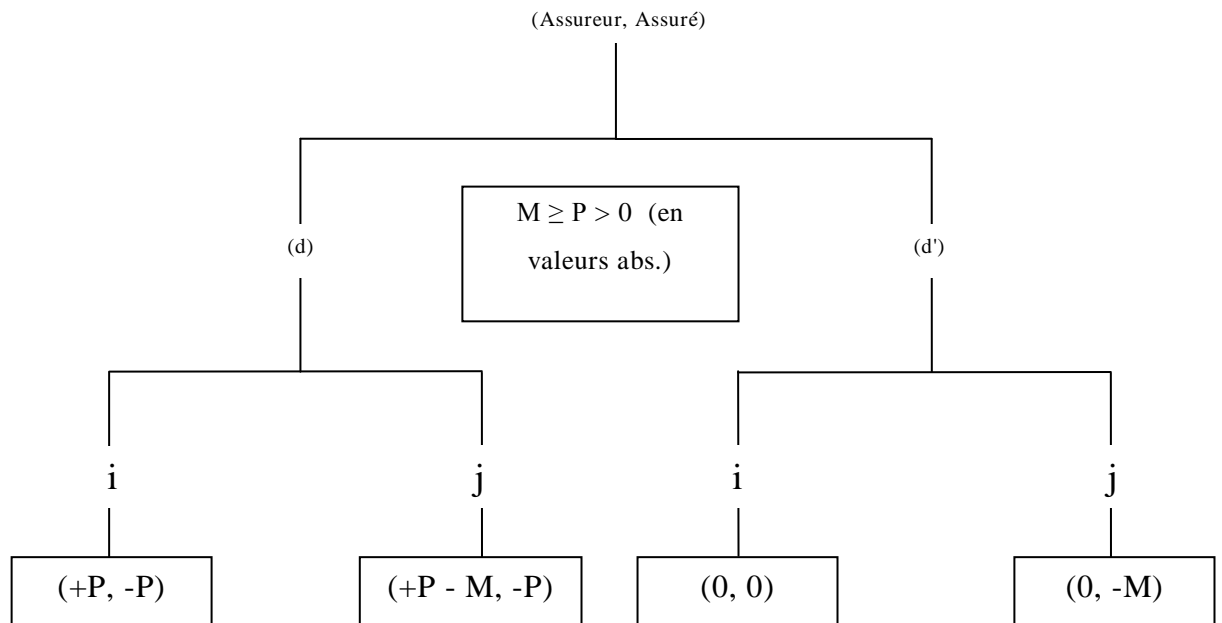 (Assureur, Assuré)
M ≥ P > 0 (en
valeurs abs.)
(d)
(d')
i
j
i
j
(+P, -P)
(+P - M, -P)
(0, 0)
(0, -M)